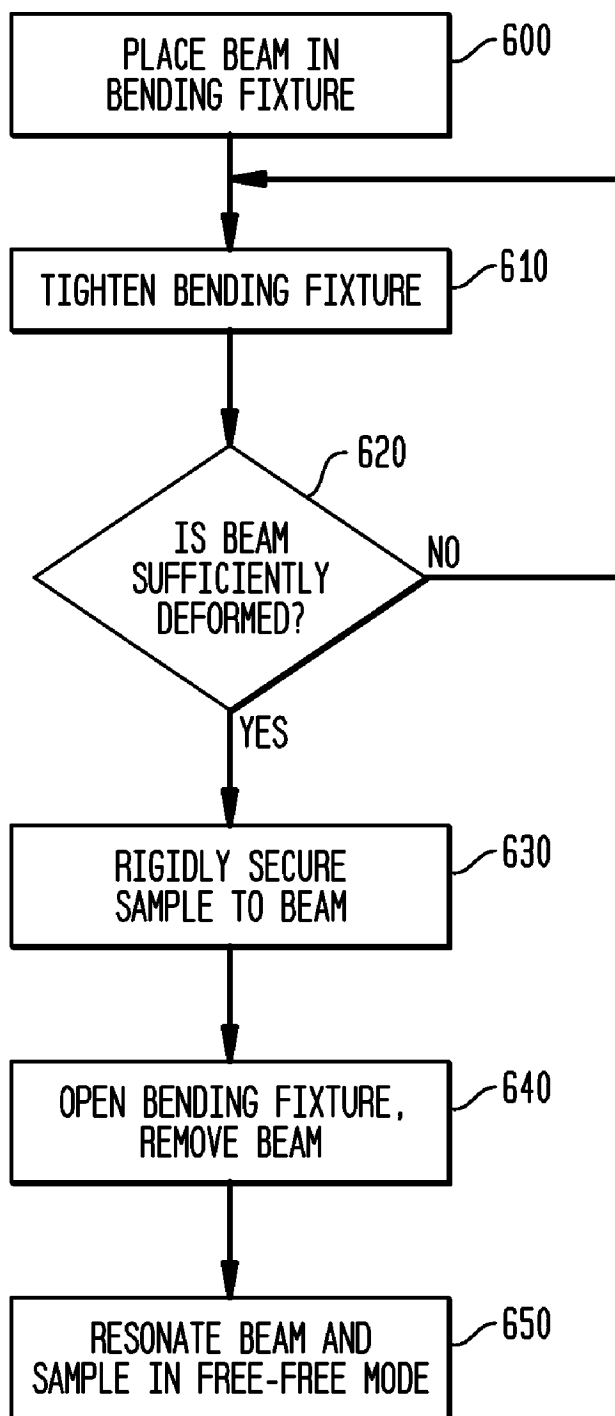 PLACE BEAM IN
BENDING FIXTURE
600
TIGHTEN BENDING FIXTURE
610
620
IS BEAM
SUFFICIENTLY
DEFORMED?
NO
YES
RIGIDLY SECURE
SAMPLE TO BEAM
630
OPEN BENDING FIXTURE,
REMOVE BEAM
640
RESONATE BEAM AND
SAMPLE IN FREE-FREE MODE
650